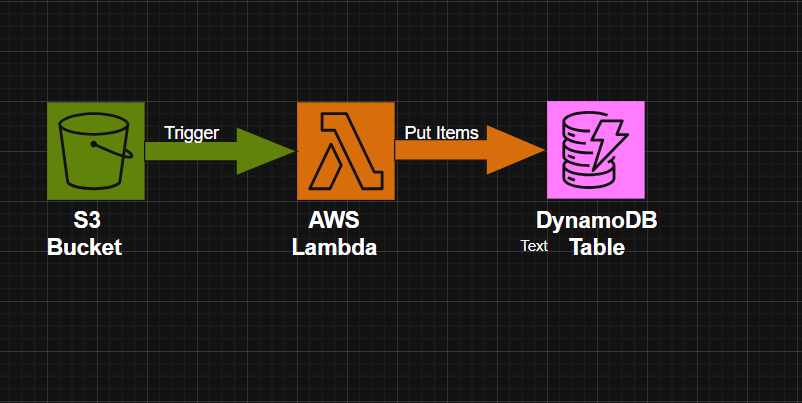 Trigger
Put Items
S3
Bucket
AWS
Lambda
DynamoDB
Table
Text